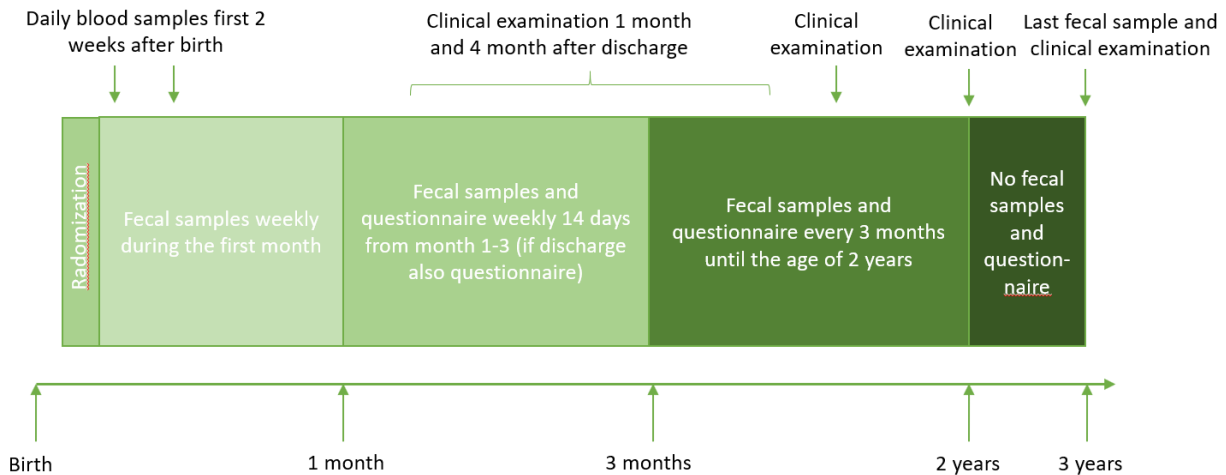 Daily blood samples first 2
weeks after birth
Clinical examination 1 month
and 4 month after discharge
Clinical
examination
Clinical
examination
Last fecal sample and
clinical examination
Radomization
Fecal samples weekly
during the first month
Fecal samples and
questionnaire weekly 14 days
from month 1-3 (if discharge
also questionnaire)
Fecal samples and
questionnaire every 3 months
until the age of 2 years
No fecal
samples
and
question-
naire
Birth
1 month
3 months
2 years
3 years